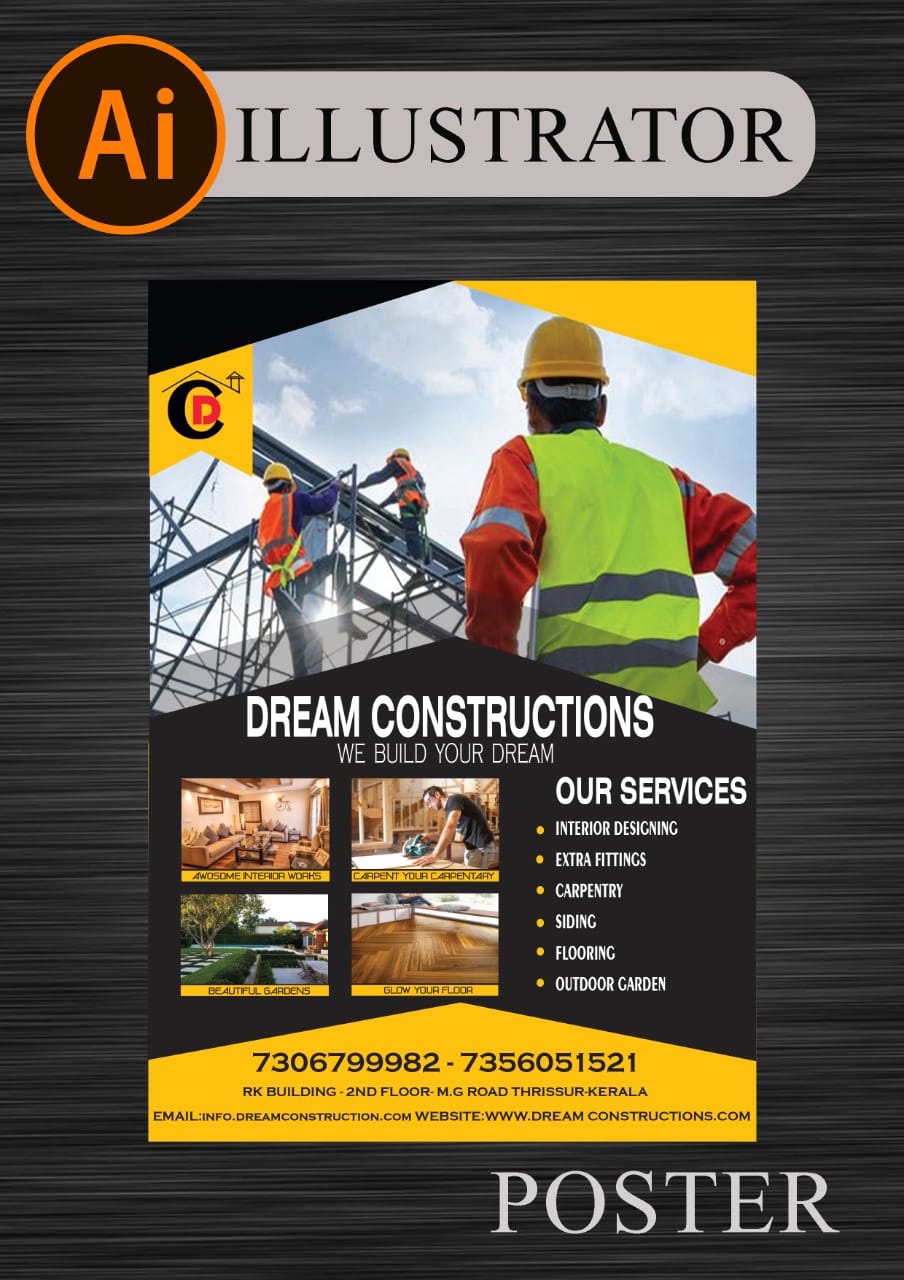 Ai ILLUSTRATOR
CD
DREAM CONSTRUCTIONS
WE BUILD YOUR DREAM
AWOSOME INTERIOR WORKS
CARPENT YOUR CARPENTARY
BEAUTIFUL GARDENS
GLOW YOUR FLOOR
OUR SERVICES
INTERIOR DESIGNING
EXTRA FITTINGS
CARPENTRY
SIDING
FLOORING
OUTDOOR GARDEN
7306799982 - 7356051521
RK BUILDING - 2ND FLOOR- M.G ROAD THRISSUR-KERALA
EMAIL:INFO.DREAMCONSTRUCTION.COM WEBSITE:WWW.DREAM CONSTRUCTIONS.COM
POSTER